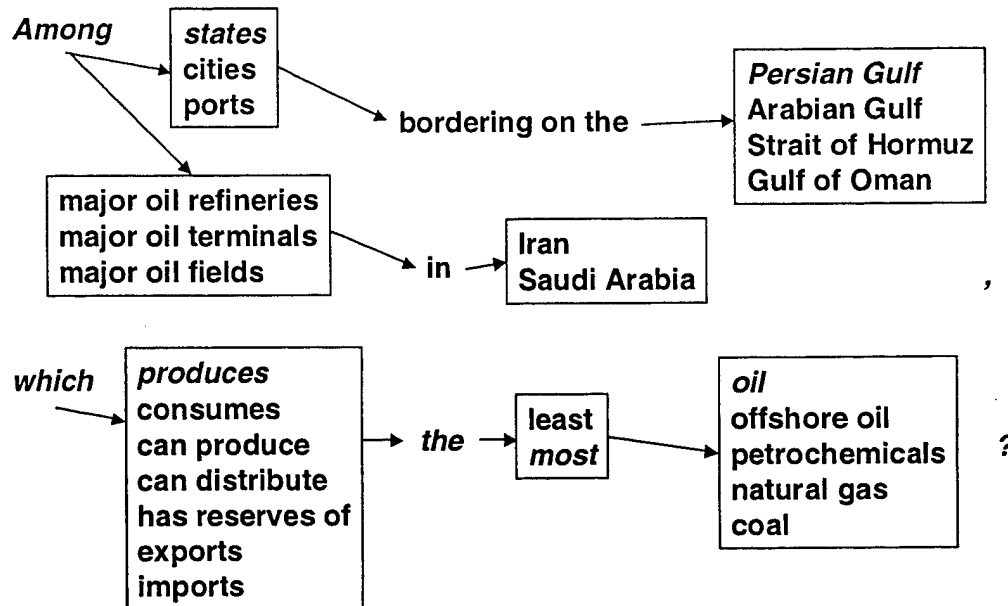 Among
states
cities
ports
bordering on the
Persian Gulf
Arabian Gulf
Strait of Hormuz
Gulf of Oman
major oil refineries
major oil terminals
major oil fields
in
Iran
Saudi Arabia
,
which
produces
consumes
can produce
can distribute
has reserves of
exports
imports
the
least
most
oil
offshore oil
petrochemicals
natural gas
coal
?